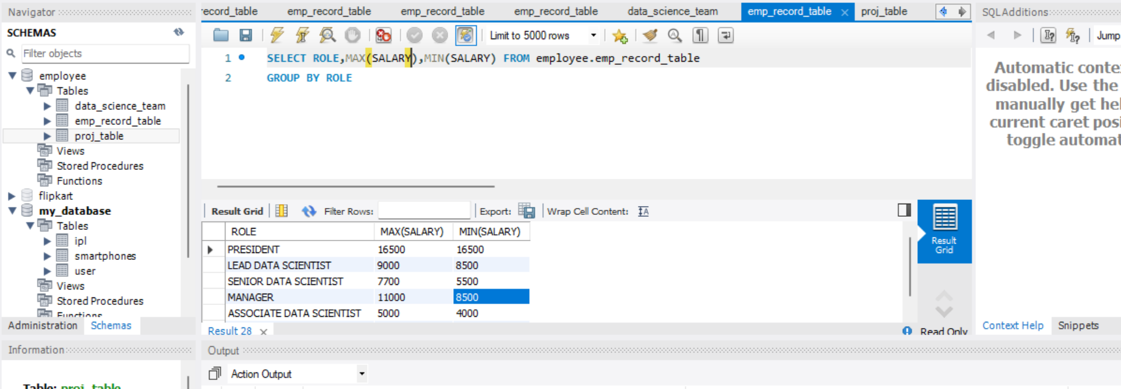 Navigator
SCHEMAS
Filter objects
employee
Tables
data_science_team
emp_record_table
proj_table
Views
Stored Procedures
Functions
flipkart
my_database
Tables
ipl
smartphones
user
Views
Stored Procedures
Functions
Administration Schemas
Information
Table: proj_table
ecord_table emp_record_table emp_record_table emp_record_table data_science_team emp_record_table proj_table
Limit to 5000 rows
1 SELECT ROLE,MAX(SALARY),MIN(SALARY) FROM employee.emp_record_table
2 GROUP BY ROLE
Result Grid Filter Rows: Export: Wrap Cell Content:
ROLE MAX(SALARY) MIN(SALARY)
PRESIDENT 16500 16500
LEAD DATA SCIENTIST 9000 8500
SENIOR DATA SCIENTIST 7700 5500
MANAGER 11000 8500
ASSOCIATE DATA SCIENTIST 5000 4000
Result 28
Read Only
Result
Grid
Output
Action Output
SQLAdditions
Jump
Automatic conte
disabled. Use the
manually get hel
current caret posi
toggle automat
Context Help Snippets